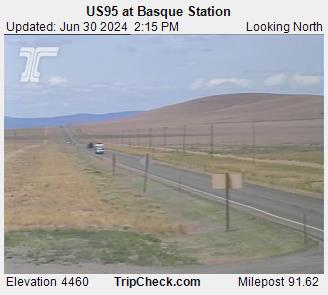 US95 at Basque Station
Updated: Jun 30 2024 2:15 PM Looking North
Elevation 4460 TripCheck.com Milepost 91.62